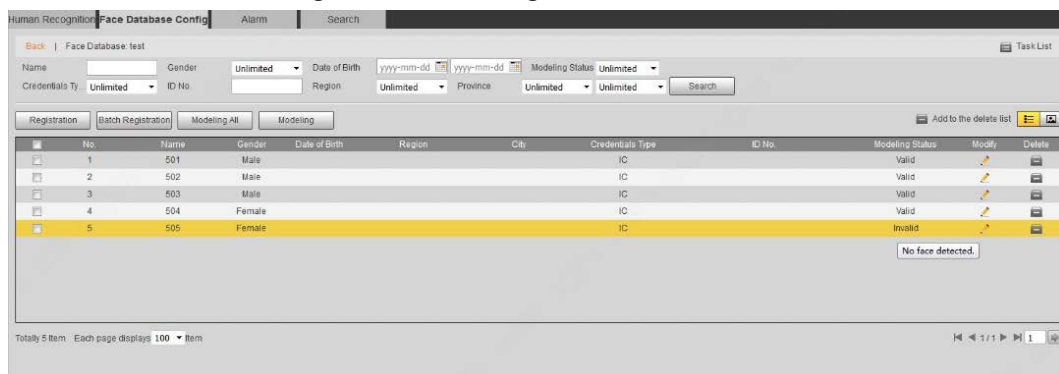 Human Recognition Face Database Config Alarm Search
Back | Face Database: test Task List
Name Gender Unlimited Date of Birth yyyy-mm-dd yyyy-mm-dd Modeling Status Unlimited
Credentials Ty... Unlimited ID No. Region Unlimited Province Unlimited Unlimited Search
Registration Batch Registration Modeling All Modeling Add to the delete list
No. Name Gender Date of Birth Region City Credentials Type ID No. Modeling Status Modify Delete
1 501 Male IC Valid
2 502 Male IC Valid
3 503 Male IC Valid
4 504 Female IC Valid
5 505 Female IC Invalid
No face detected.
Totally 5 Item Each page displays 100 Item 1/1 1